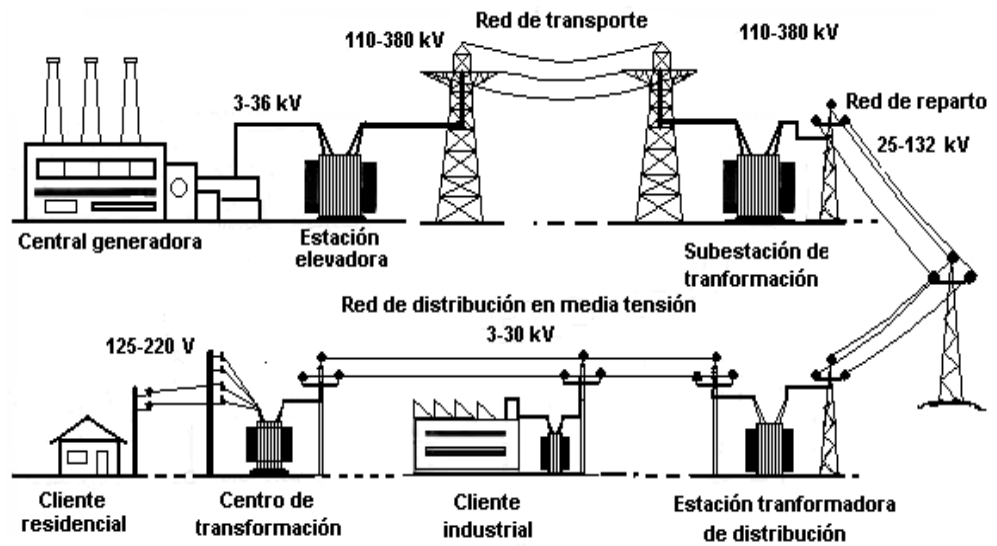 Red de transporte
110-380 kV
110-380 kV
3-36 kV
Red de reparto
25-132 kV
Central generadora
Estación
elevadora
Subestación de
tranformación
Red de distribución en media tensión
3-30 kV
125-220 V
Cliente
residencial
Centro de
transformación
Cliente
industrial
Estación tranformadora
de distribución